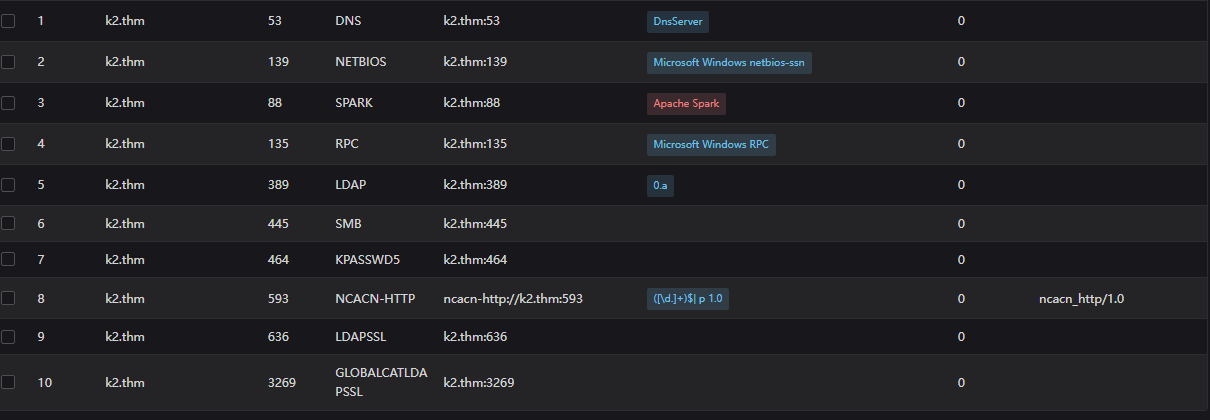 1 k2.thm 53 DNS k2.thm:53 DnsServer 0
2 k2.thm 139 NETBIOS k2.thm:139 Microsoft Windows netbios-ssn 0
3 k2.thm 88 SPARK k2.thm:88 Apache Spark 0
4 k2.thm 135 RPC k2.thm:135 Microsoft Windows RPC 0
5 k2.thm 389 LDAP k2.thm:389 0.a 0
6 k2.thm 445 SMB k2.thm:445 0
7 k2.thm 464 KPASSWD5 k2.thm:464 0
8 k2.thm 593 NCACN-HTTP ncacn-http://k2.thm:593 ([\d.]+)$| p 1.0 0 ncacn_http/1.0
9 k2.thm 636 LDAPSSL k2.thm:636 0
10 k2.thm 3269 GLOBALCATLDA k2.thm:3269 0
PSSL